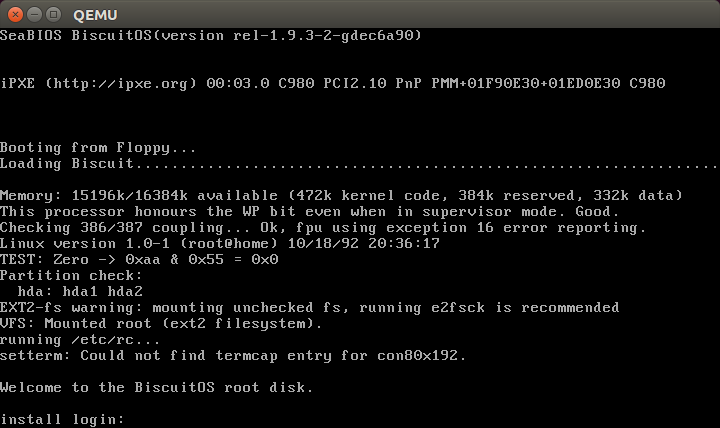 QEMU
SeaBIOS BiscuitOS(version rel-1.9.3-2-gdec6a90)
iPXE (http://ipxe.org) 00:03.0 C980 PCI2.10 PnP PMM+01F90E30+01ED0E30 C980
Booting from Floppy...
Loading Biscuit.................................................................
Memory: 15196k/16384k available (472k kernel code, 384k reserved, 332k data)
This processor honours the WP bit even when in supervisor mode. Good.
Checking 386/387 coupling... Ok, fpu using exception 16 error reporting.
Linux version 1.0-1 (root@home) 10/18/92 20:36:17
TEST: Zero -> 0xaa & 0x55 = 0x0
Partition check:
  hda: hda1 hda2
EXT2-fs warning: mounting unchecked fs, running e2fsck is recommended
VFS: Mounted root (ext2 filesystem).
running /etc/rc...
setterm: Could not find termcap entry for con80x192.
Welcome to the BiscuitOS root disk.
install login: